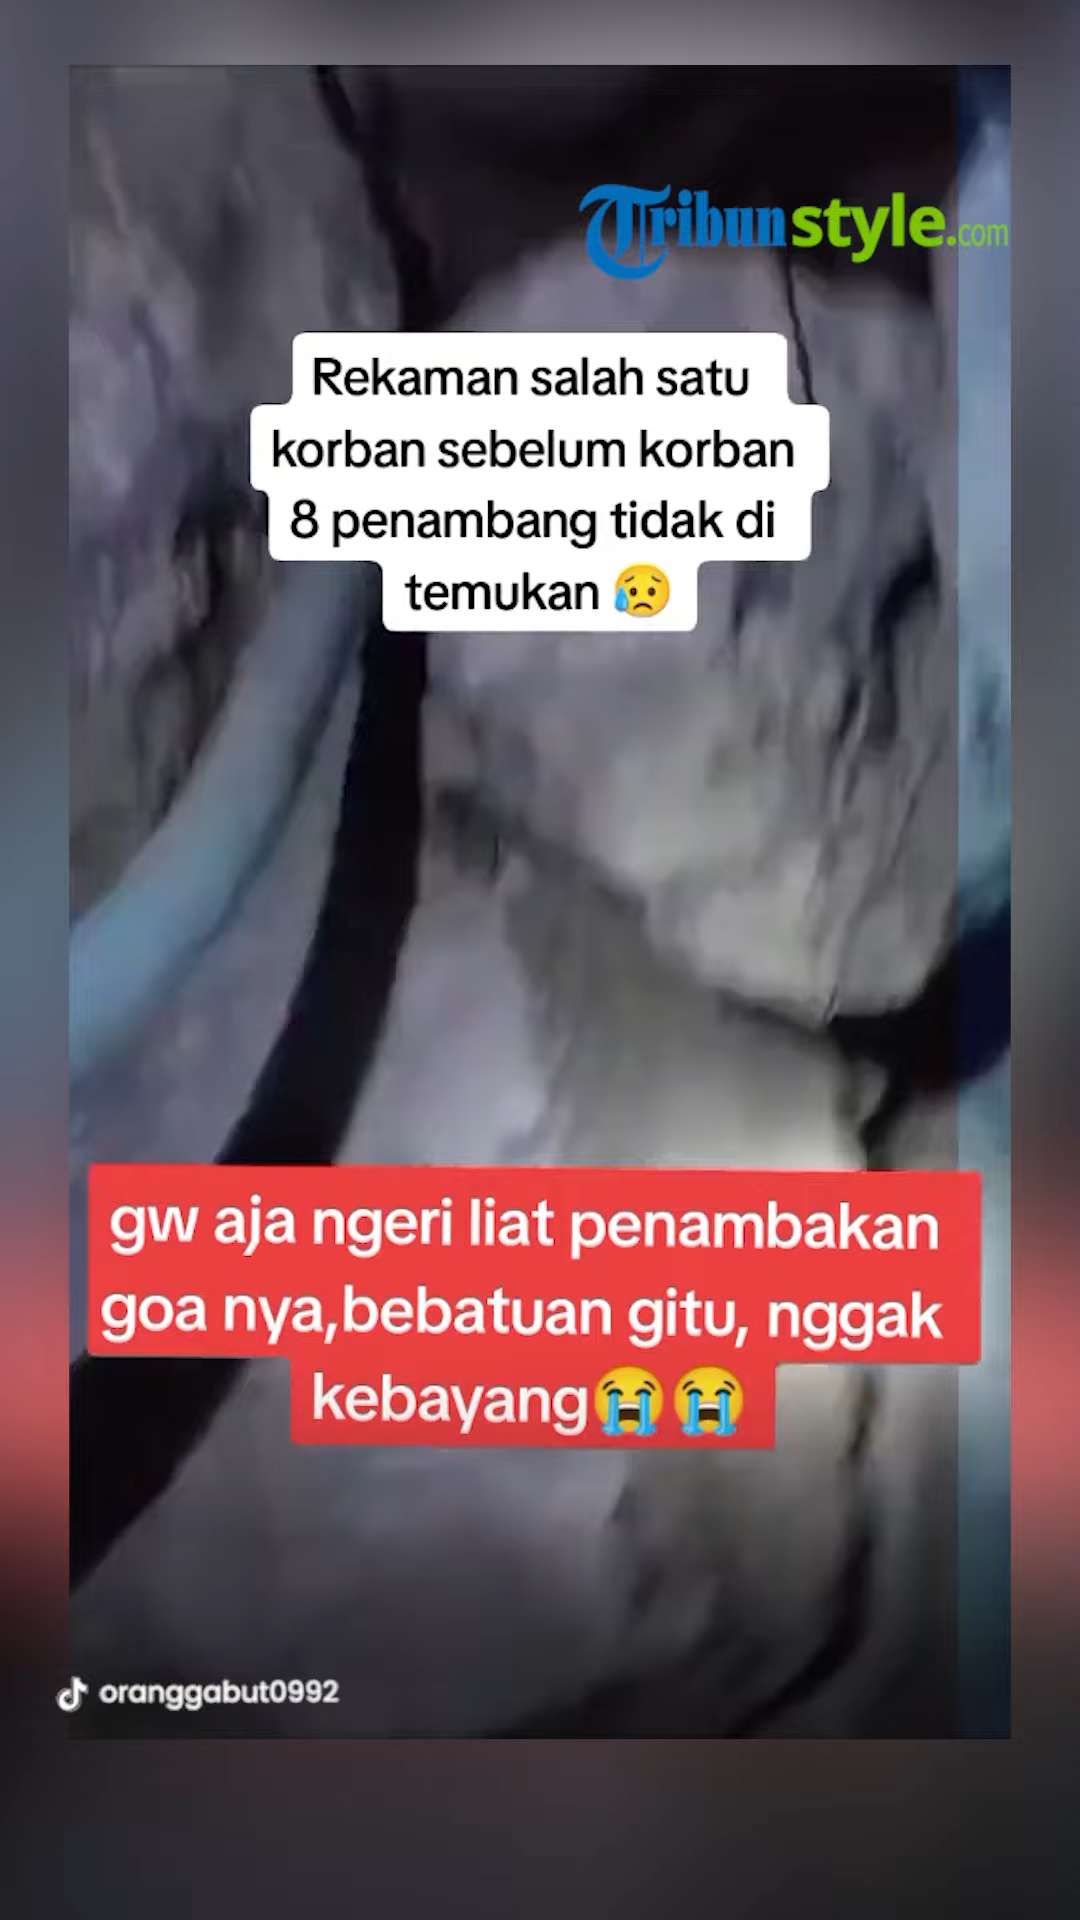 Tribunstyle.com
Rekaman salah satu
korban sebelum korban
8 penambang tidak di
temukan 😥
gw aja ngeri liat penambakan
goa nya,bebatuan gitu, nggak
kebayang😭😭
oranggabut0992